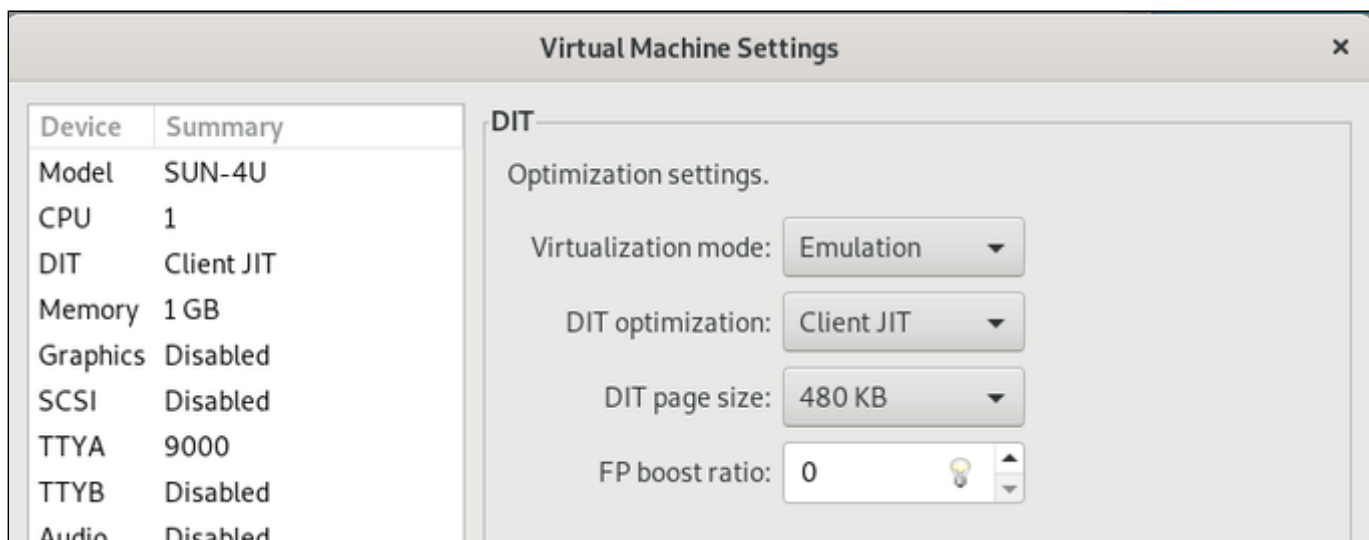 Virtual Machine Settings
Device Summary
Model SUN-4U
CPU 1
DIT Client JIT
Memory 1 GB
Graphics Disabled
SCSI Disabled
TTYA 9000
TTYB Disabled
Audio Disabled
DIT
Optimization settings.
Virtualization mode: Emulation
DIT optimization: Client JIT
DIT page size: 480 KB
FP boost ratio: 0